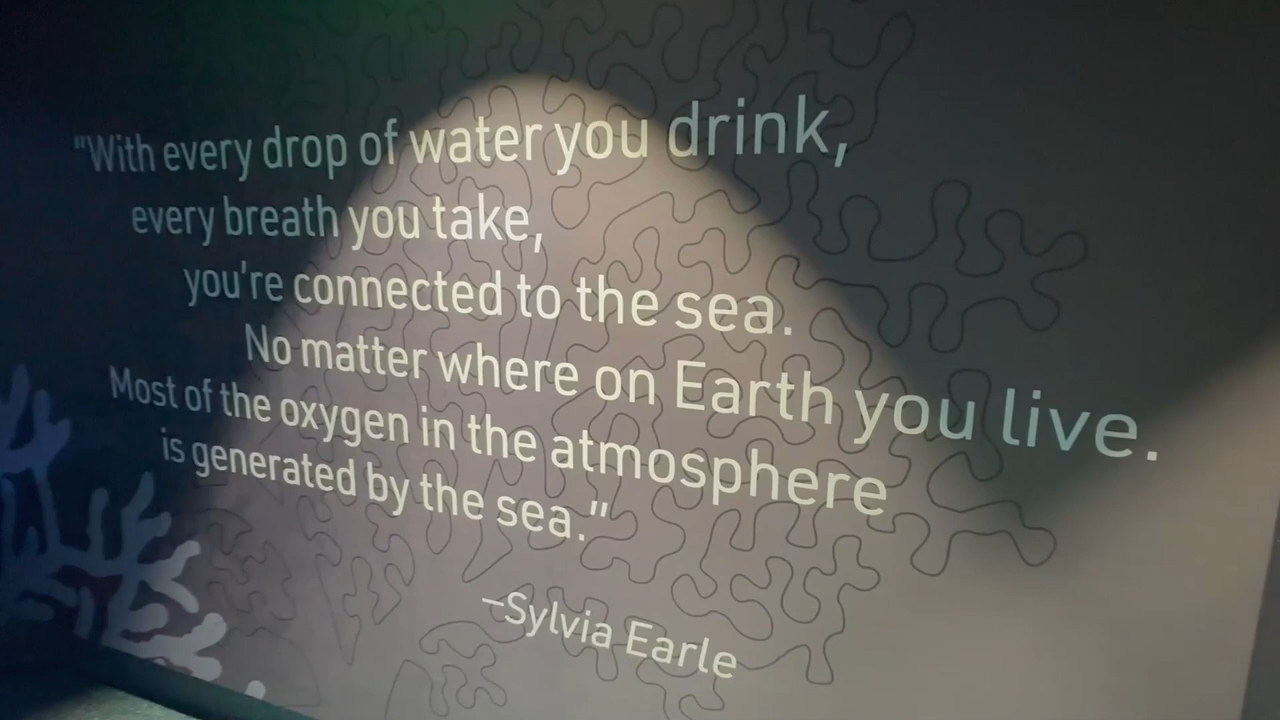 "With every drop of water you drink,
every breath you take,
you're connected to the sea.
No matter where on Earth you live.
Most of the oxygen in the atmosphere
is generated by the sea."
–Sylvia Earle